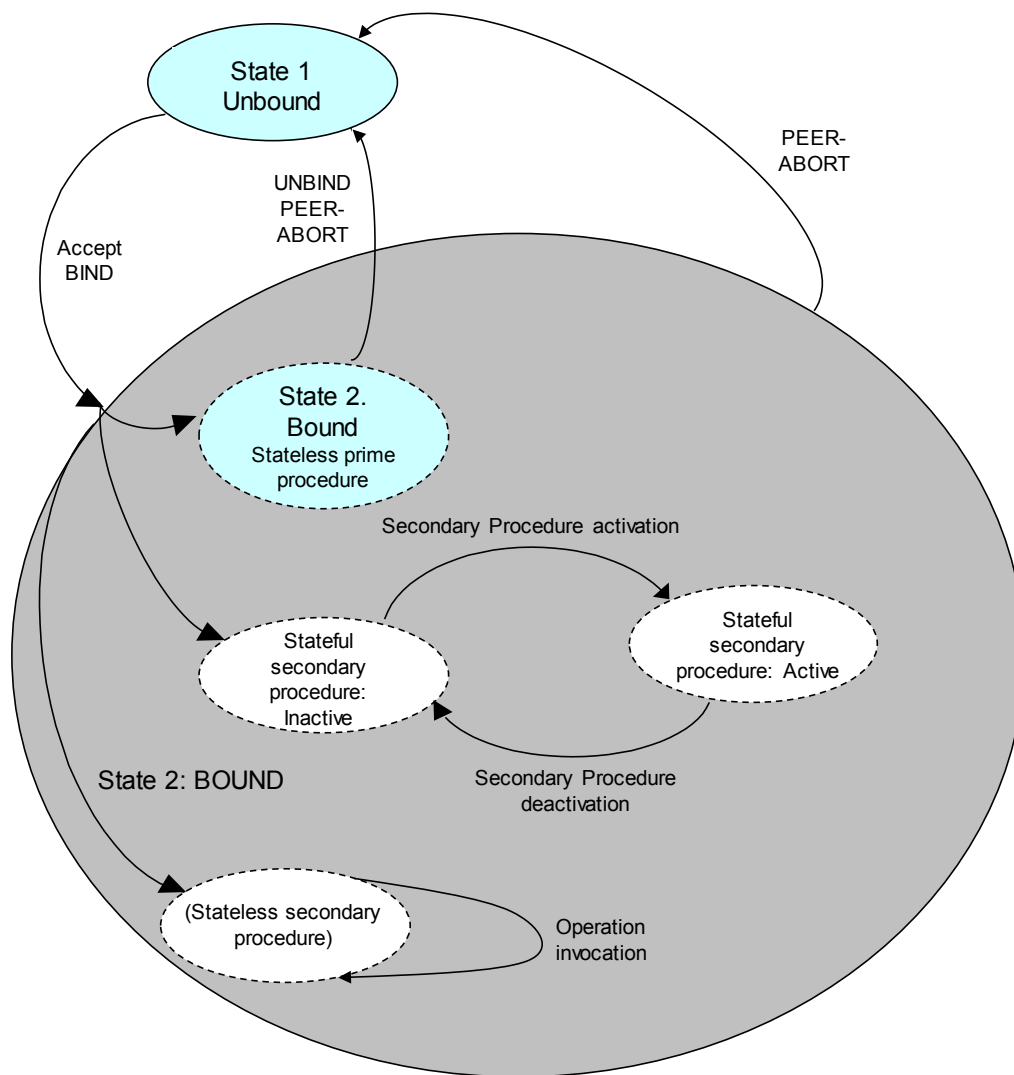 State 1
Unbound
PEER-
ABORT
UNBIND
PEER-
ABORT
Accept
BIND
State 2.
Bound
Stateless prime
procedure
Secondary Procedure activation
Stateful
secondary
procedure:
Inactive
Stateful
secondary
procedure: Active
Secondary Procedure
deactivation
State 2: BOUND
(Stateless secondary
procedure)
Operation
invocation